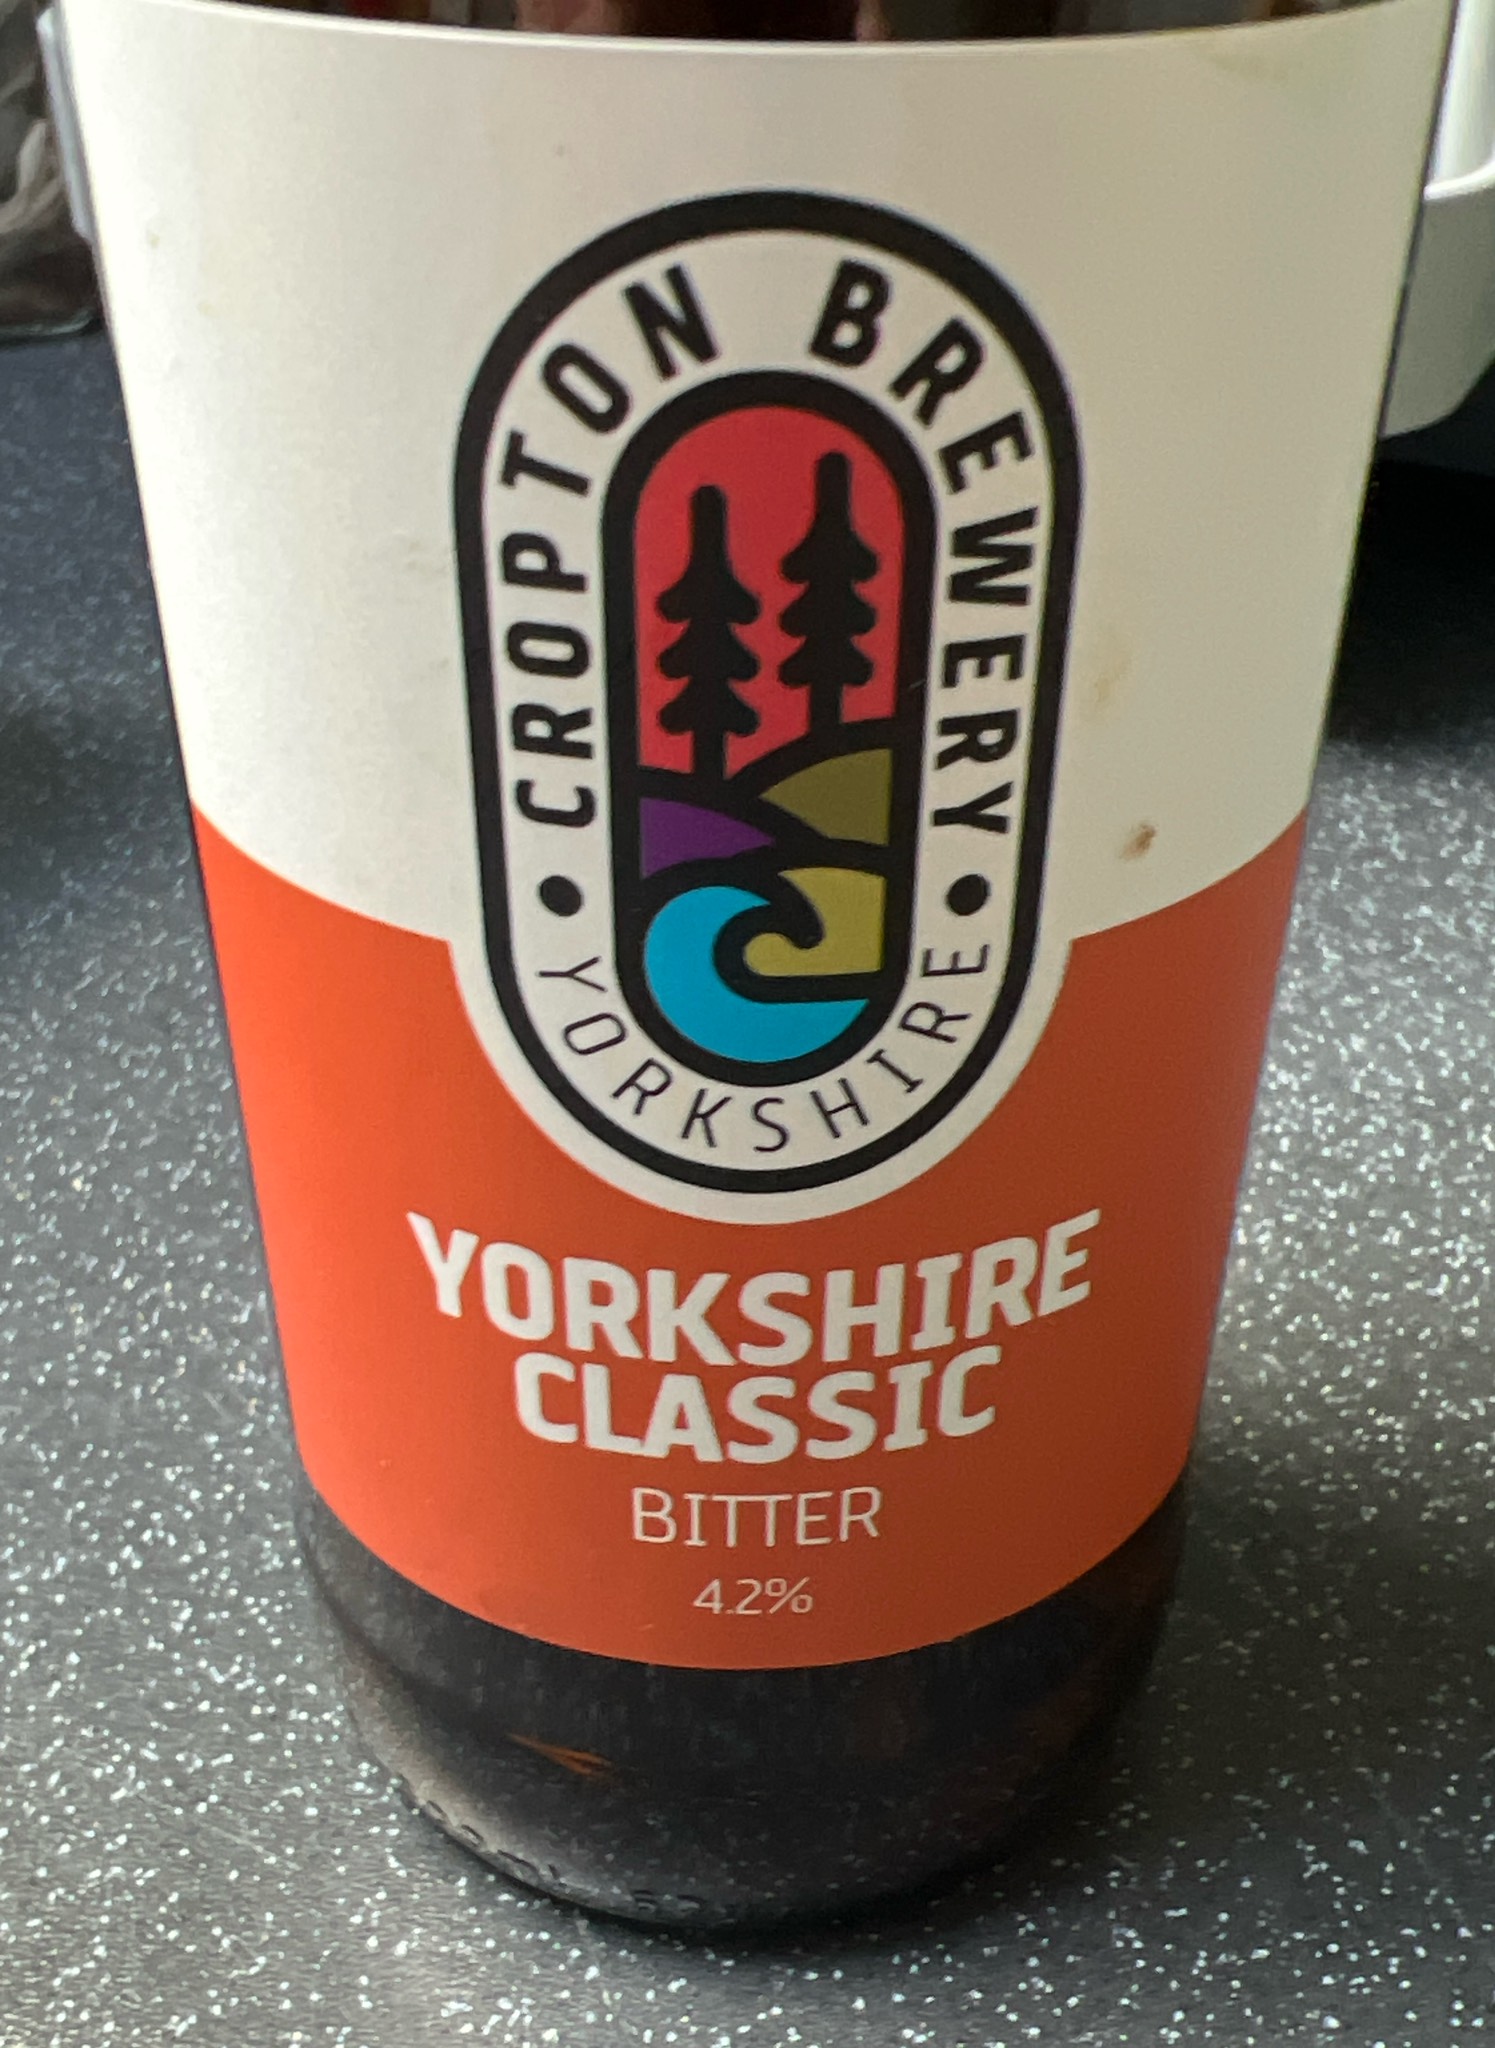 CROPTON BREWERY
YORKSHIRE
YORKSHIRE
CLASSIC
BITTER
4.2%